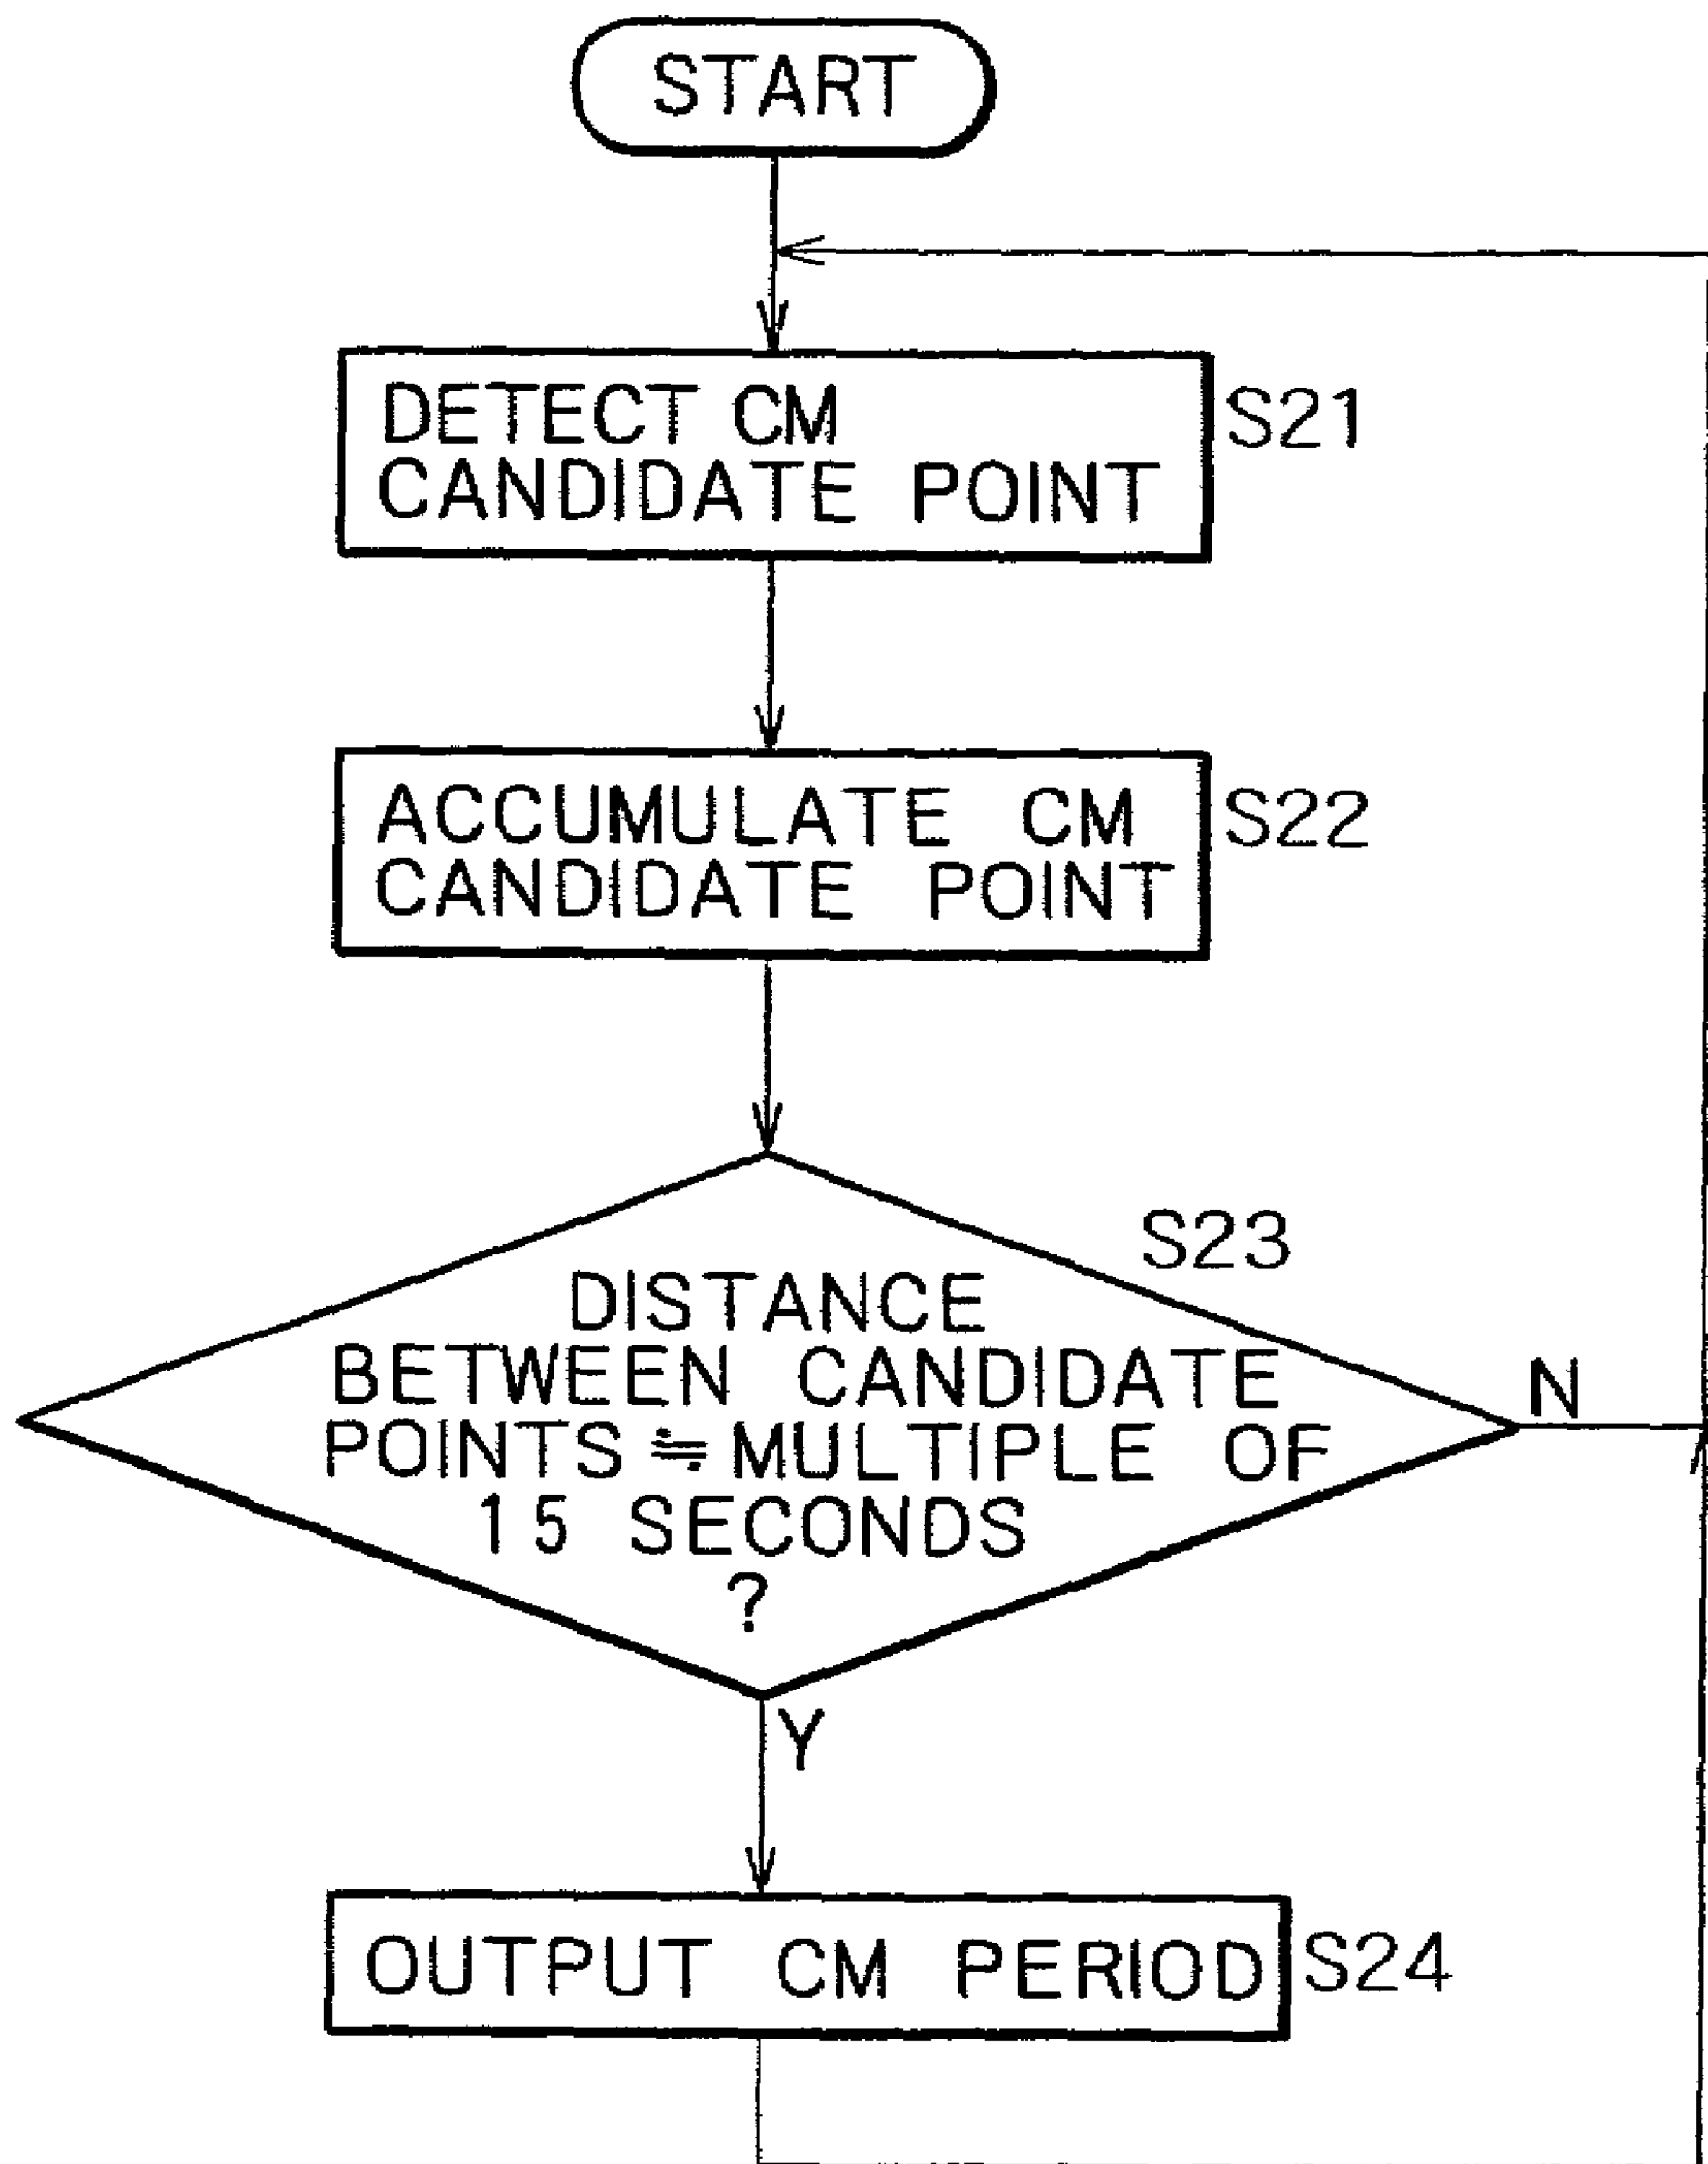 START
DETECT CM
CANDIDATE POINT
S21
ACCUMULATE CM
CANDIDATE POINT
S22
S23
DISTANCE
BETWEEN CANDIDATE
POINTS ≒ MULTIPLE OF
15 SECONDS
?
N
Y
OUTPUT CM PERIOD
S24